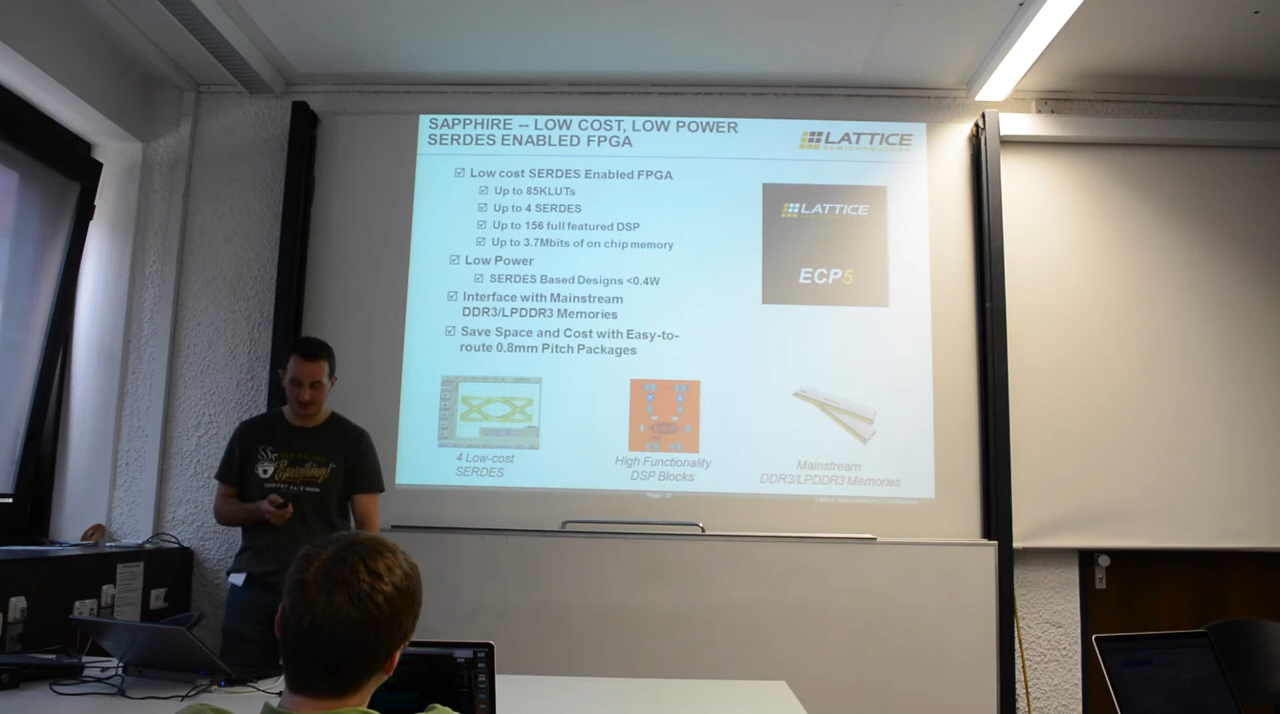 SAPPHIRE -- LOW COST, LOW POWER
SERDES ENABLED FPGA
LATTICE
SEMICONDUCTOR
Low cost SERDES Enabled FPGA
Up to 85KLUTs
Up to 4 SERDES
Up to 156 full featured DSP
Up to 3.7Mbits of on chip memory
Low Power
SERDES Based Designs <0.4W
Interface with Mainstream
DDR3/LPDDR3 Memories
Save Space and Cost with Easy-to-
route 0.8mm Pitch Packages
LATTICE
ECP5
4 Low-cost
SERDES
High Functionality
DSP Blocks
Mainstream
DDR3/LPDDR3 Memories